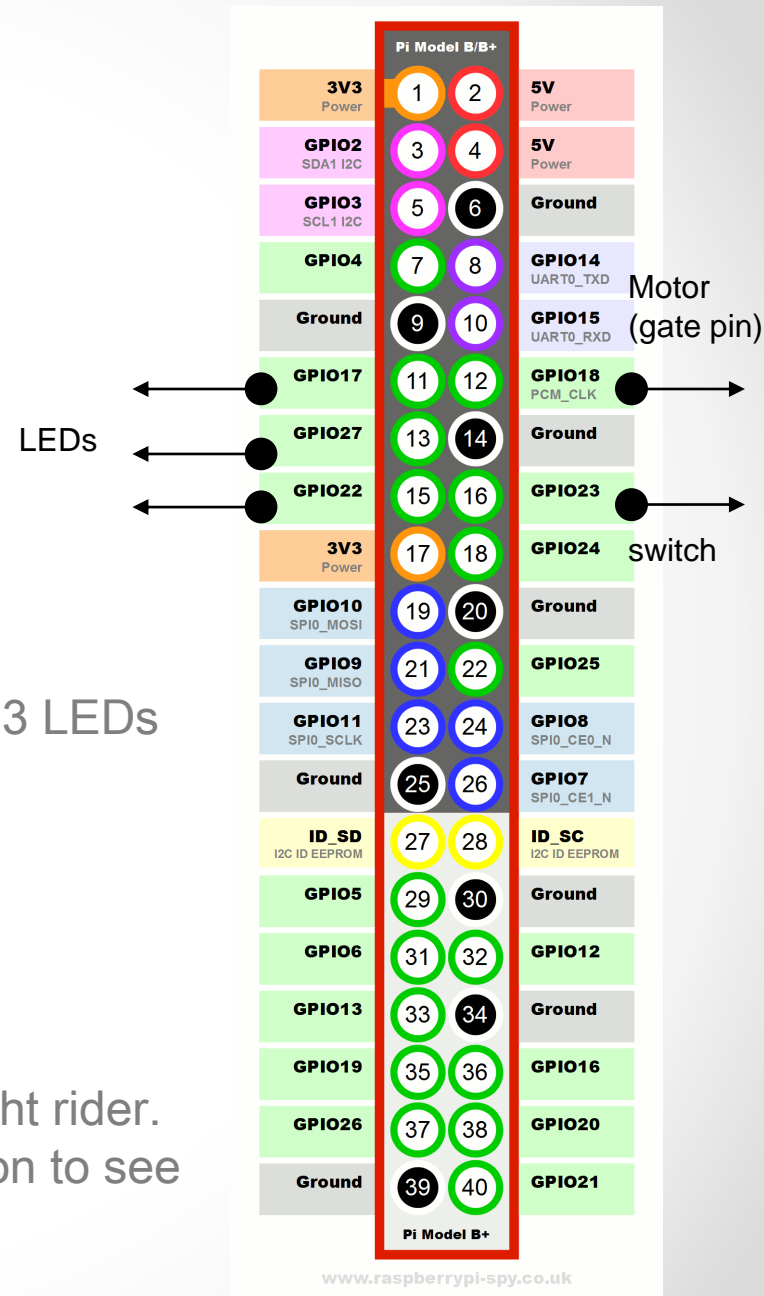 Pi Model B/B+
3V3
Power
1
2
5V
Power
GPIO2
SDA1 I2C
3
4
5V
Power
GPIO3
SCL1 I2C
5
6
Ground
GPIO4
7
8
GPIO14
UART0_TXD
Motor
(gate pin)
Ground
9
10
GPIO15
UART0_RXD
GPIO17
11
12
GPIO18
PCM_CLK
LEDs
GPIO27
13
14
Ground
GPIO22
15
16
GPIO23
switch
3V3
Power
17
18
GPIO24
GPIO10
SPI0_MOSI
19
20
Ground
GPIO9
SPI0_MISO
21
22
GPIO25
3 LEDs
GPIO11
SPI0_SCLK
23
24
GPIO8
SPI0_CE0_N
Ground
25
26
GPIO7
SPI0_CE1_N
ID_SD
I2C ID EEPROM
27
28
ID_SC
I2C ID EEPROM
GPIO5
29
30
Ground
GPIO6
31
32
GPIO12
GPIO13
33
34
Ground
GPIO19
35
36
GPIO16
ht rider.
GPIO26
37
38
GPIO20
on to see
Ground
39
40
GPIO21
Pi Model B+
www.raspberrypi-spy.co.uk